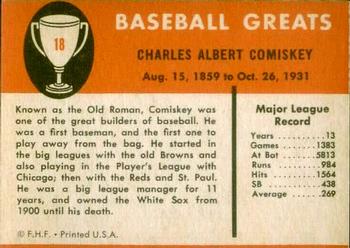 18
BASEBALL GREATS
CHARLES ALBERT COMISKEY
Aug. 15, 1859 to Oct. 26, 1931
Known as the Old Roman, Comiskey was
one of the great builders of baseball. He
was a first baseman, and the first one to
play away from the bag. He started in
the big leagues with the old Browns and
also playing in the Player's League with
Chicago; then with the Reds and St. Paul.
He was a big league manager for 11
years, and owned the White Sox from
1900 until his death.
© F.H.F. • Printed U.S.A.
Major League
Record
Years 13
Games 1383
At Bat 5813
Runs 984
Hits 1564
SB 438
Average .269